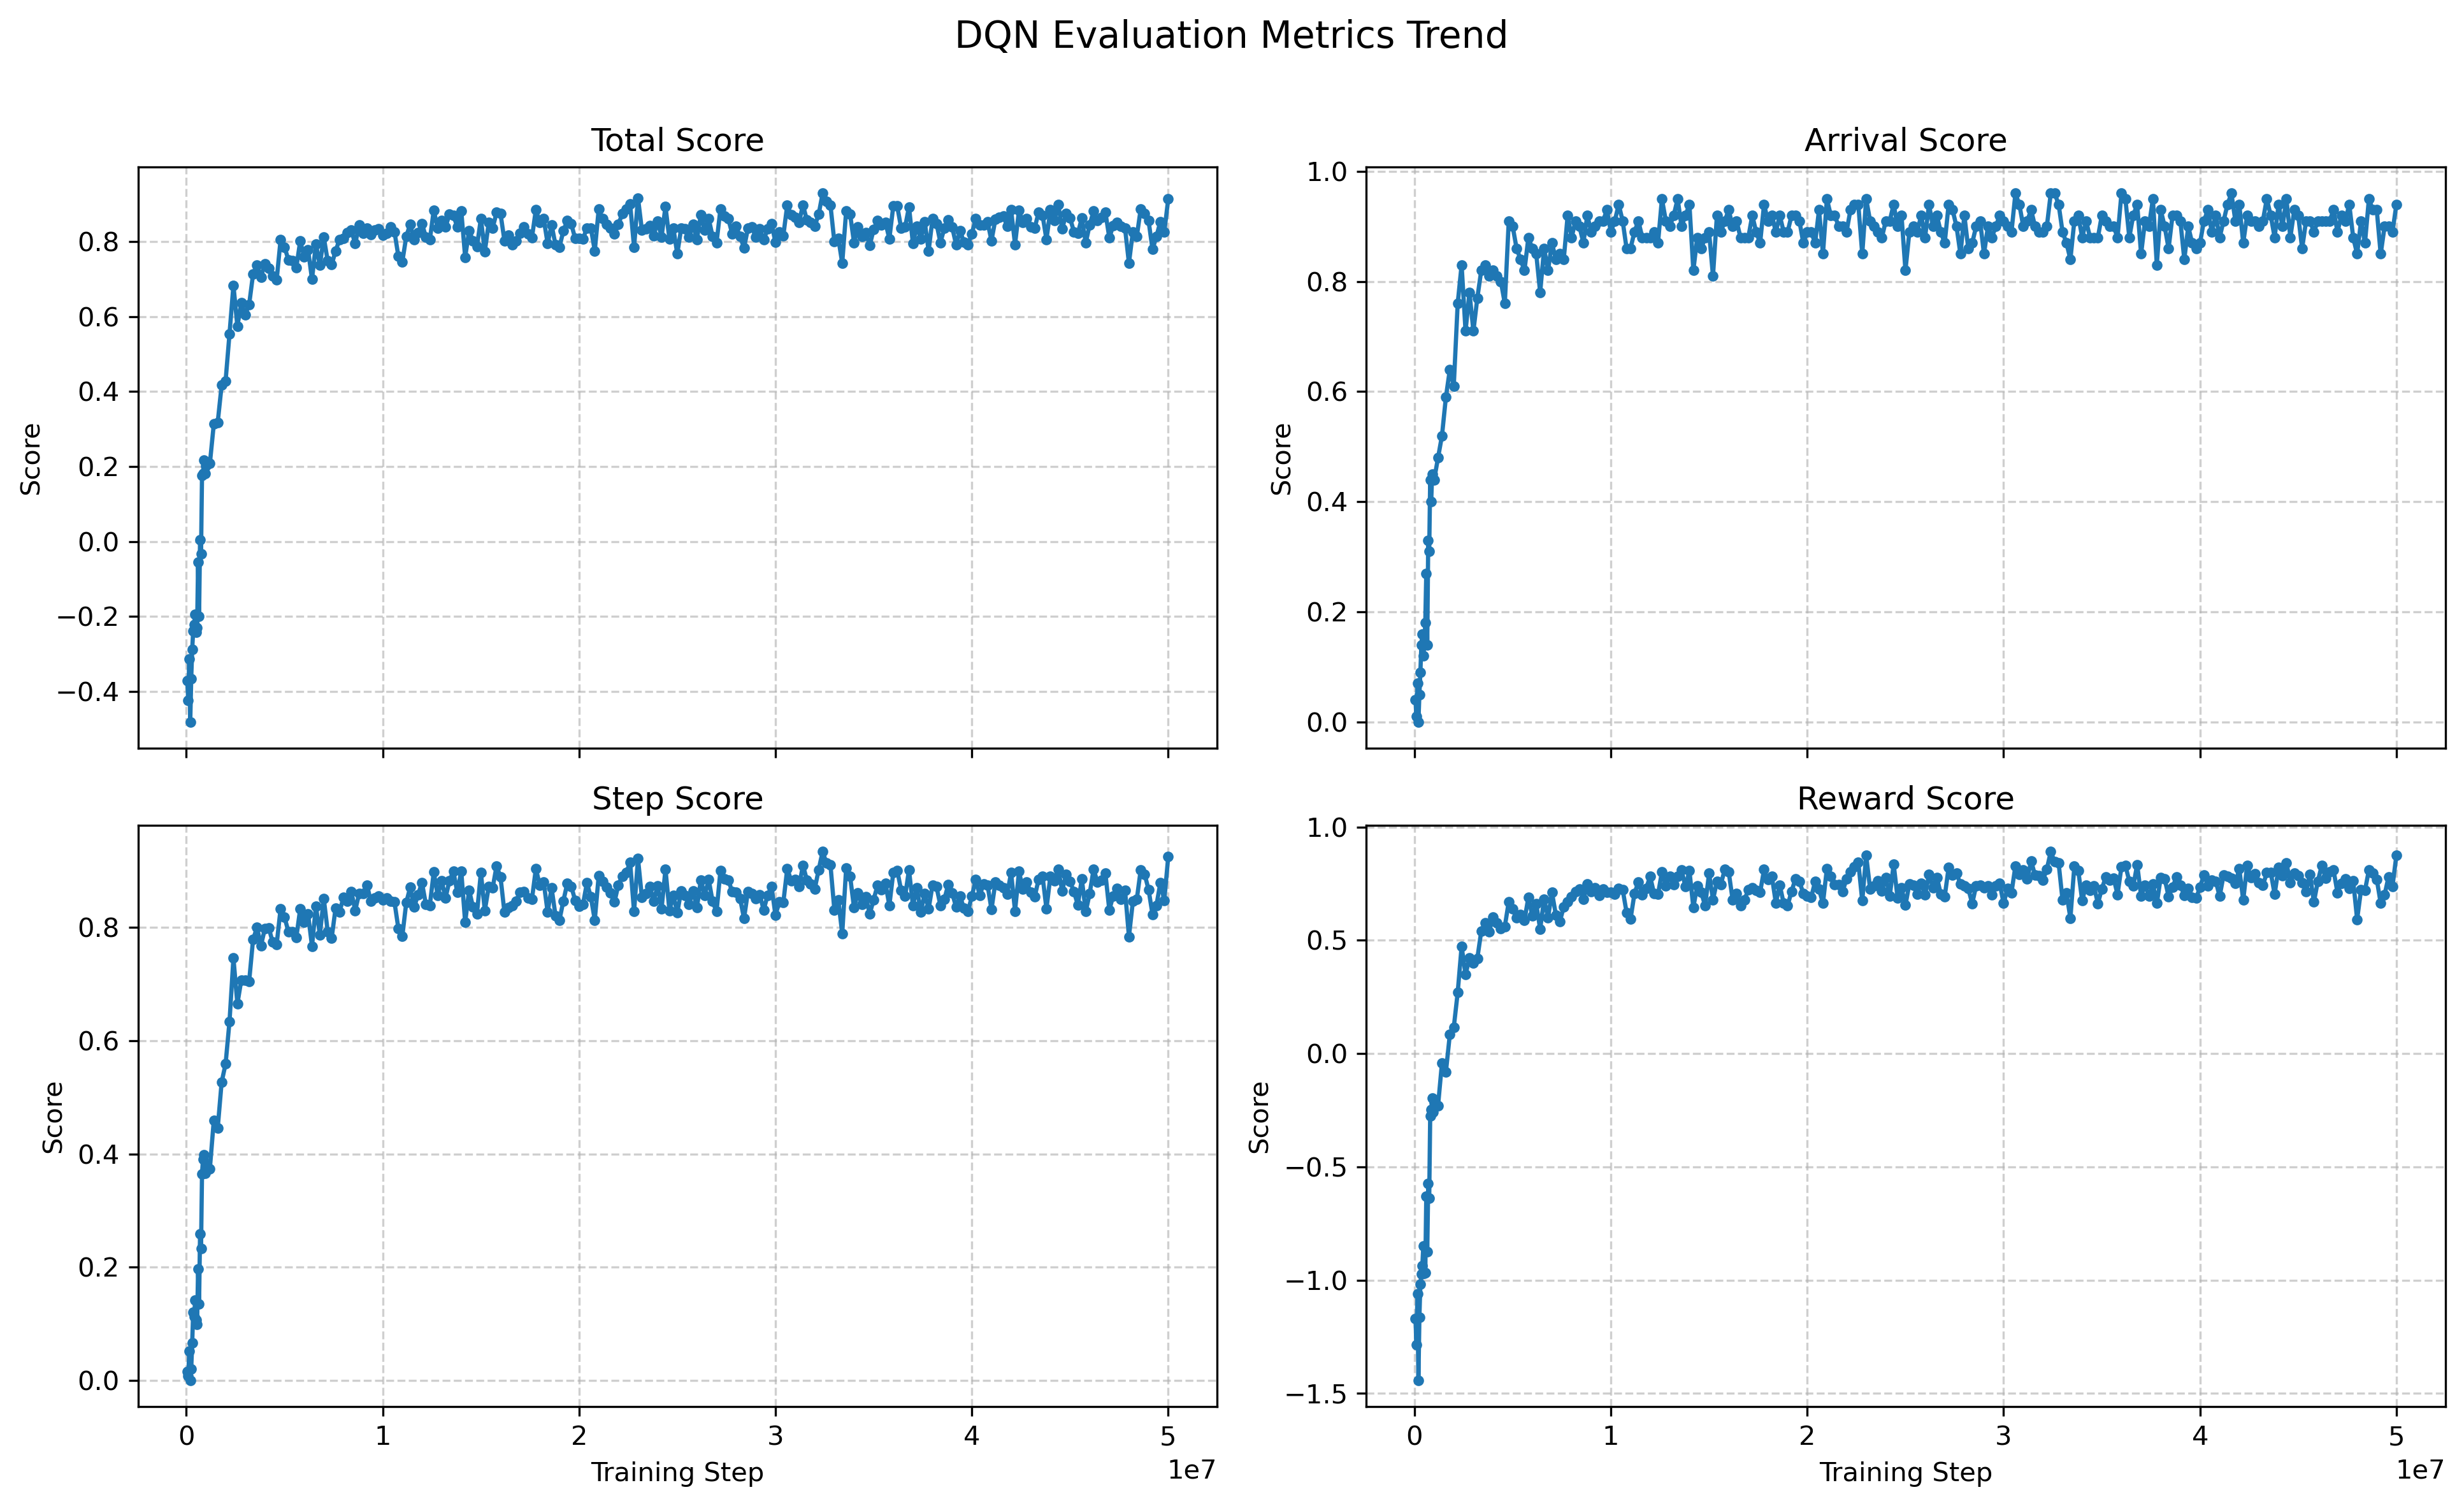 DQN Evaluation Metrics Trend
Total Score
Score
0.8
0.6
0.4
0.2
0.0
−0.2
−0.4
Arrival Score
Score
1.0
0.8
0.6
0.4
0.2
0.0
Step Score
Score
0.8
0.6
0.4
0.2
0.0
0 1 2 3 4 5
Training Step
1e7
Reward Score
Score
1.0
0.5
0.0
−0.5
−1.0
−1.5
0 1 2 3 4 5
Training Step
1e7